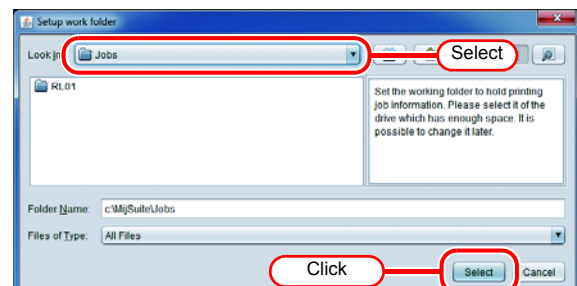 Setup work folder
Look in: Jobs
Select
RL01
Set the working folder to hold printing
job information. Please select it of the
drive which has enough space. It is
possible to change it later.
Folder Name: c:\MijSuite\Jobs
Files of Type: All Files
Click
Select Cancel